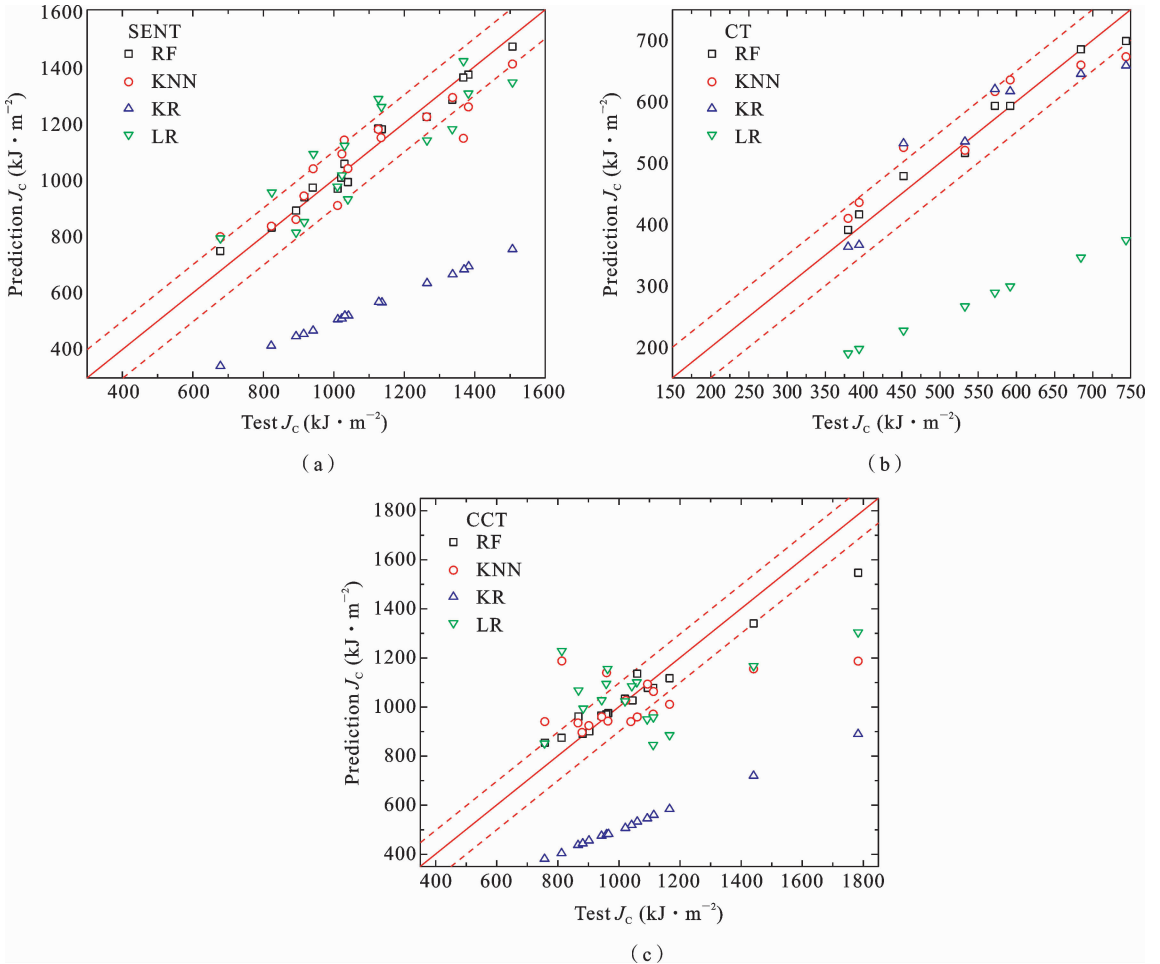 SENT
RF
KNN
KR
LR
1600
1400
1200
1000
800
600
400
Prediction J_C (kJ·m⁻²)
400 600 800 1000 1200 1400 1600
Test J_C (kJ·m⁻²)
(a)
CT
RF
KNN
KR
LR
700
600
500
400
300
200
Prediction J_C (kJ·m⁻²)
150 200 250 300 350 400 450 500 550 600 650 700 750
Test J_C (kJ·m⁻²)
(b)
CCT
RF
KNN
KR
LR
1800
1600
1400
1200
1000
800
600
400
Prediction J_C (kJ·m⁻²)
400 600 800 1000 1200 1400 1600 1800
Test J_C (kJ·m⁻²)
(c)